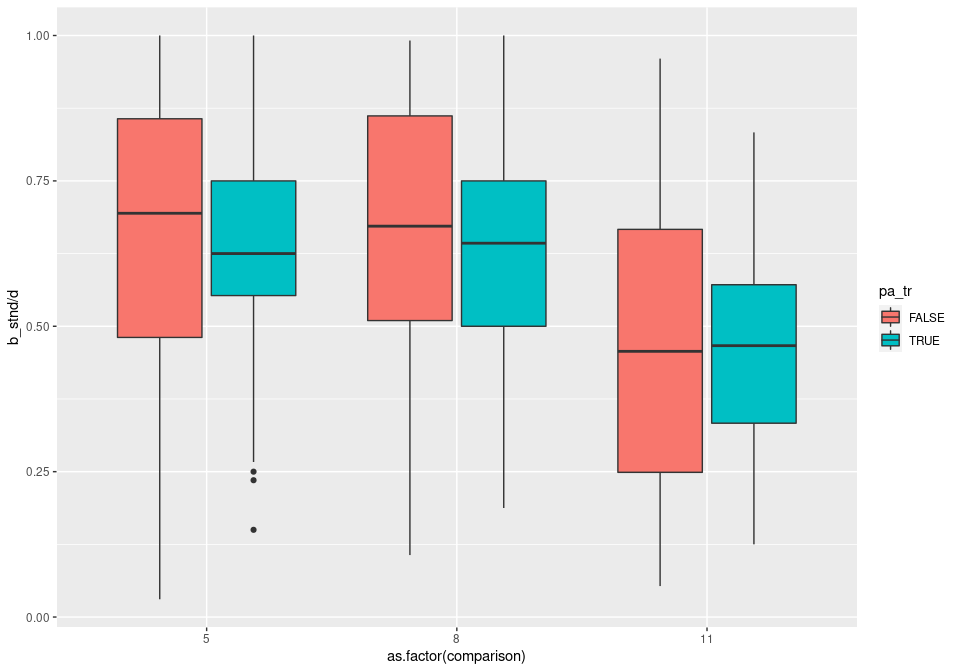 1.00
0.75
0.50
0.25
0.00
b_stnd/d
5 8 11
as.factor(comparison)
pa_tr
FALSE
TRUE